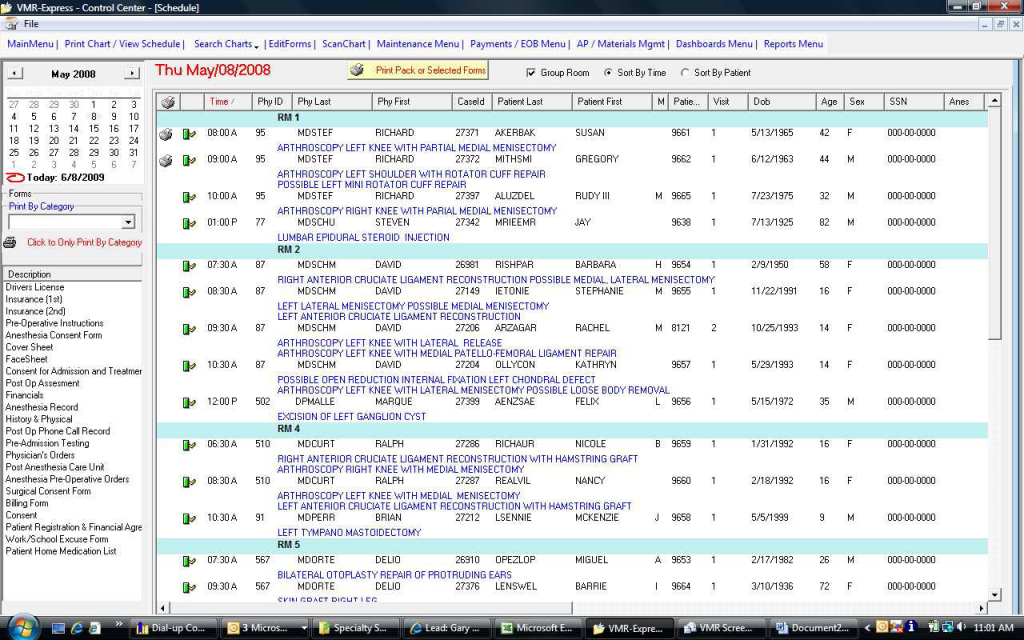 VMR-Express - Control Center - [Schedule]
File
MainMenu | Print Chart / View Schedule | Search Charts | EditForms | ScanChart | Maintenance Menu | Payments / EOB Menu | AP / Materials Mgmt | Dashboards Menu | Reports Menu
May 2008
27 28 29 30 1 2 3
4 5 6 7 8 9 10
11 12 13 14 15 16 17
18 19 20 21 22 23 24
25 26 27 28 29 30 31
1 2 3 4 5 6 7
Today: 6/8/2009
Forms
Print By Category
Click to Only Print By Category
Description
Drivers License
Insurance (1st)
Insurance (2nd)
Pre-Operative Instructions
Anesthesia Consent Form
Cover Sheet
FaceSheet
Consent for Admission and Treatmer
Post Op Assesment
Financials
Anesthesia Record
History & Physical
Post Op Phone Call Record
Pre-Admission Testing
Physician's Orders
Post Anesthesia Care Unit
Anesthesia Pre-Operative Orders
Surgical Consent Form
Billing Form
Consent
Patient Registration & Financial Agre
Work/School Excuse Form
Patient Home Medication List
Thu May/08/2008
Print Pack or Selected Forms
Group Room Sort By Time Sort By Patient
Time / Phy ID Phy Last Phy First CaseId Patient Last Patient First M Patie... Visit Dob Age Sex SSN Anes
RM 1
08:00 A 95 MDSTEF RICHARD 27371 AKERBAK SUSAN 9661 1 5/13/1965 42 F 000-00-0000
ARTHROSCOPY LEFT KNEE WITH PARTIAL MEDIAL MENISECTOMY
09:00 A 95 MDSTEF RICHARD 27372 MITHSMI GREGORY 9662 1 6/12/1963 44 M 000-00-0000
ARTHROSCOPY LEFT SHOULDER WITH ROTATOR CUFF REPAIR
POSSIBLE LEFT MINI ROTATOR CUFF REPAIR
10:00 A 95 MDSTEF RICHARD 27397 ALUZDEL RUDY III M 9665 1 7/23/1975 32 M 000-00-0000
ARTHROSCOPY RIGHT KNEE WITH PARIAL MEDIAL MENISECTOMY
01:00 P 77 MDSCHU STEVEN 27342 MRIEEMR JAY 9638 1 7/13/1925 82 M 000-00-0000
LUMBAR EPIDURAL STEROID INJECTION
RM 2
07:30 A 87 MDSCHM DAVID 26981 RISHPAR BARBARA H 9654 1 2/9/1950 58 F 000-00-0000
RIGHT ANTERIOR CRUCIATE LIGAMENT RECONSTRUCTION POSSIBLE MEDIAL, LATERAL MENISECTOMY
08:30 A 87 MDSCHM DAVID 27149 IETONIE STEPHANIE M 9655 1 11/22/1991 16 F 000-00-0000
LEFT LATERAL MENISECTOMY POSSIBLE MEDIAL MENISECTOMY
LEFT ANTERIOR CRUCIATE LIGAMENT RECONSTRUCTION
09:30 A 87 MDSCHM DAVID 27206 ARZAGAR RACHEL M 8121 2 10/25/1993 14 F 000-00-0000
ARTHROSCOPY LEFT KNEE WITH LATERAL RELEASE
ARTHROSCOPY LEFT KNEE WITH MEDIAL PATELLO-FEMORAL LIGAMENT REPAIR
10:30 A 87 MDSCHM DAVID 27204 OLLYCON KATHRYN 9657 1 5/29/1993 14 F 000-00-0000
POSSIBLE OPEN REDUCTION INTERNAL FIXATION LEFT CHONDRAL DEFECT
ARTHROSCOPY LEFT KNEE WITH LATERAL MENISECTOMY POSSIBLE LOOSE BODY REMOVAL
12:00 P 502 DPMALLE MARQUE 27399 AENZSAE FELIX L 9656 1 5/15/1972 35 M 000-00-0000
EXCISION OF LEFT GANGLION CYST
RM 4
06:30 A 510 MDCURT RALPH 27286 RICHAUR NICOLE B 9659 1 1/31/1992 16 F 000-00-0000
RIGHT ANTERIOR CRUCIATE LIGAMENT RECONSTRUCTION WITH HAMSTRING GRAFT
ARTHROSCOPY RIGHT KNEE WITH MEDIAL MENISECTOMY
08:30 A 510 MDCURT RALPH 27287 REALVIL NANCY 9660 1 2/18/1992 16 F 000-00-0000
ARTHROSCOPY LEFT KNEE WITH MEDIAL MENISECTOMY
LEFT ANTERIOR CRUCIATE LIGAMENT RECONSTRUCTION WITH HAMSTRING GRAFT
10:30 A 91 MDPERR BRIAN 27212 LSENNIE MCKENZIE J 9658 1 5/5/1999 9 M 000-00-0000
LEFT TYMPANO MASTOIDECTOMY
RM 5
07:30 A 567 MDORTE DELIO 26910 OPEZLOP MIGUEL A 9653 1 2/17/1982 26 M 000-00-0000
BILATERAL OTOPLASTY REPAIR OF PROTRUDING EARS
09:30 A 567 MDORTE DELIO 27376 LENSWEL BARRIE I 9664 1 3/10/1936 72 F 000-00-0000
SKIN GRAFT RIGHT LEG
Dial-up Co... 3 Micros... Specialty S... Lead: Gary ... Microsoft E... VMR-Expre... VMR Scree... Document2... 11:01 AM